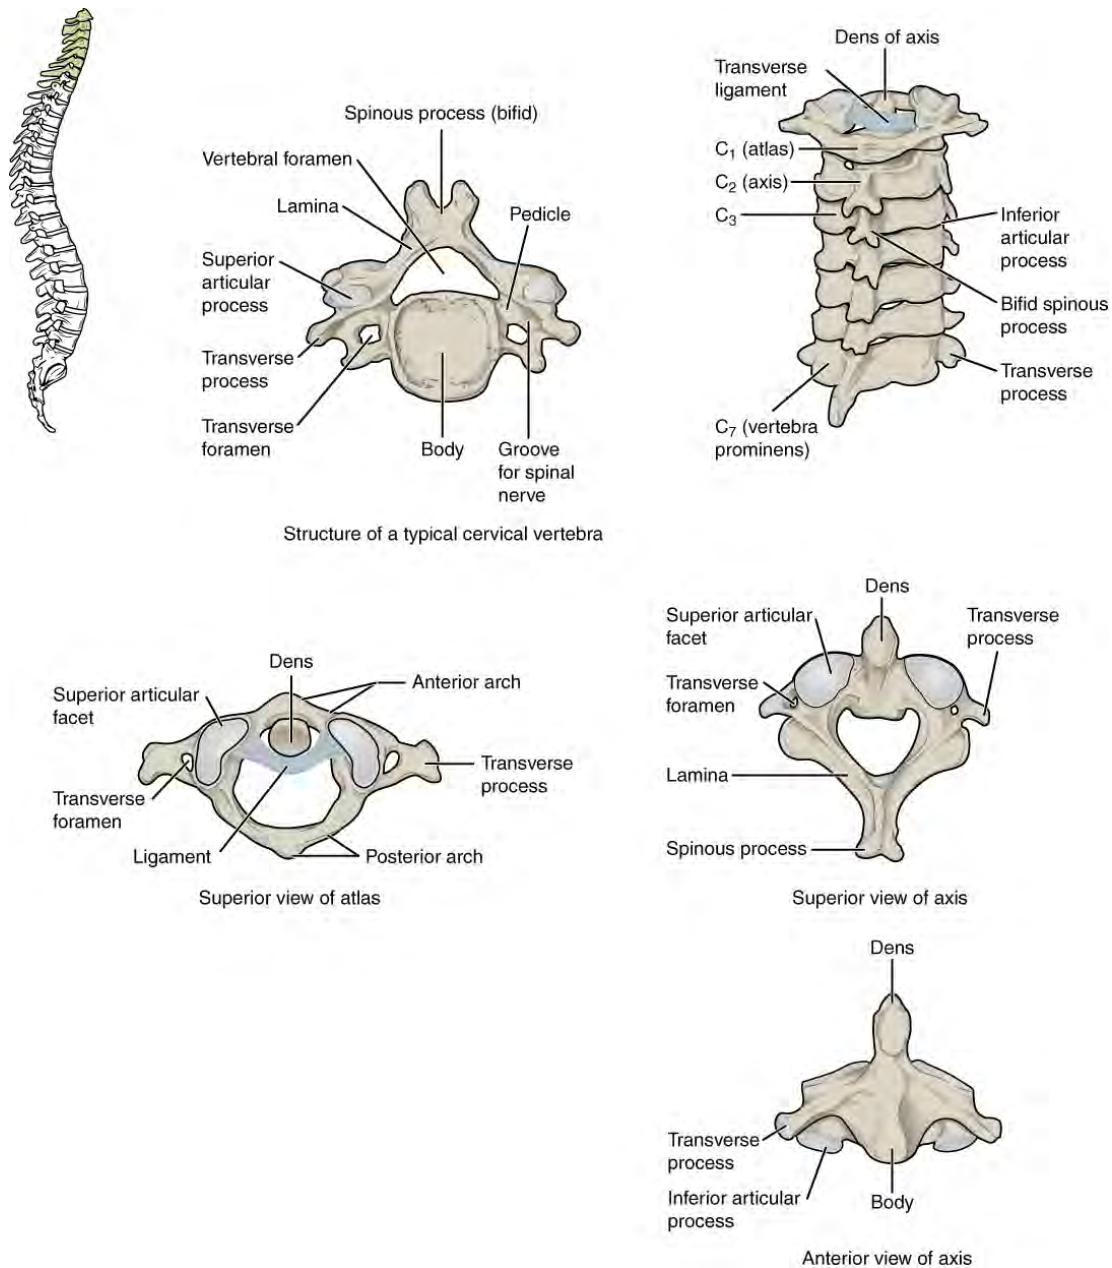 Spinous process (bifid)
Vertebral foramen
Lamina
Pedicle
Superior
articular
process
Transverse
process
Transverse
foramen
Body
Groove
for spinal
nerve
Structure of a typical cervical vertebra
Dens of axis
Transverse
ligament
C₁ (atlas)
C₂ (axis)
C₃
Inferior
articular
process
Bifid spinous
process
Transverse
process
C₇ (vertebra
prominens)
Dens
Superior articular
facet
Anterior arch
Transverse
process
Transverse
foramen
Ligament
Posterior arch
Superior view of atlas
Dens
Superior articular
facet
Transverse
process
Transverse
foramen
Lamina
Spinous process
Superior view of axis
Dens
Transverse
process
Inferior articular
process
Body
Anterior view of axis